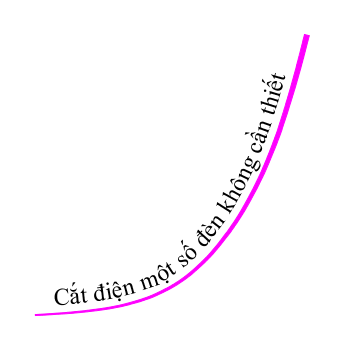 Cắt điện một số đèn không cần thiết